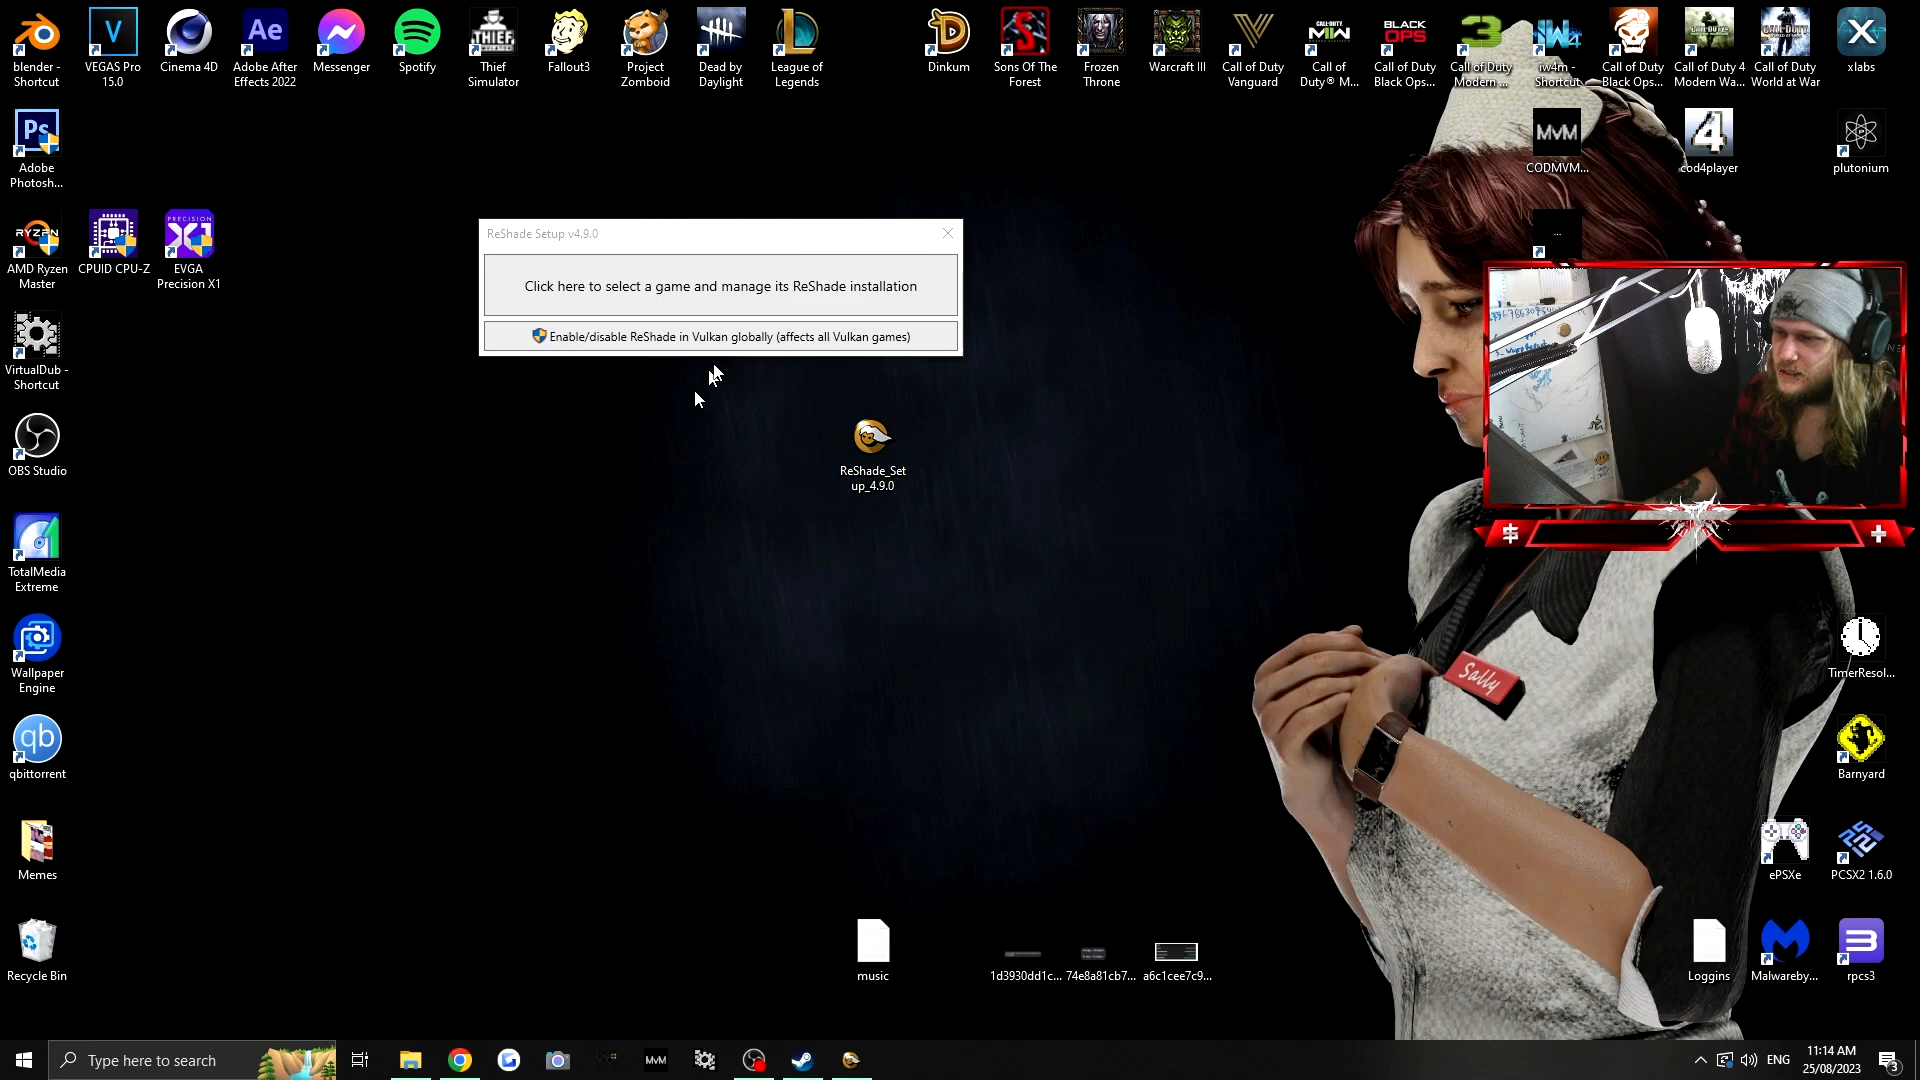 blender -
Shortcut
VEGAS Pro
15.0
Cinema 4D
Adobe After
Effects 2022
Messenger
Spotify
Thief
Simulator
Fallout3
Project
Zomboid
Dead by
Daylight
League of
Legends
Dinkum
Sons Of The
Forest
Frozen
Throne
Warcraft III
Call of Duty
Vanguard
Call of
Duty® M...
Call of Duty
Black Ops...
Call of Duty
Modern ...
iw4m -
Shortcut
Call of Duty
Black Ops...
Call of Duty 4
Modern Wa...
Call of Duty
World at War
xlabs
Adobe
Photosh...
CODMVM...
cod4player
plutonium
AMD Ryzen
Master
CPUID CPU-Z
EVGA
Precision X1
...
ReShade Setup v4.9.0
Click here to select a game and manage its ReShade installation
Enable/disable ReShade in Vulkan globally (affects all Vulkan games)
VirtualDub -
Shortcut
OBS Studio
ReShade_Set
up_4.9.0
TotalMedia
Extreme
Wallpaper
Engine
Sally
TimerResol...
qbittorrent
Barnyard
Memes
ePSXe
PCSX2 1.6.0
Recycle Bin
music
1d3930dd1c...
74e8a81cb7...
a6c1cee7c9...
Loggins
Malwareby...
rpcs3
Type here to search
MvM
ENG
11:14 AM
25/08/2023
3